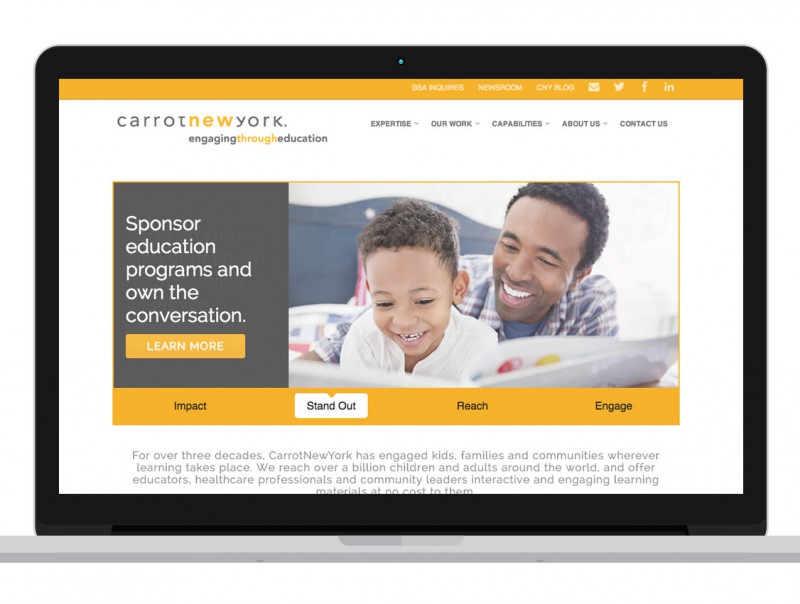 GSA INQUIRES NEWSROOM CNY BLOG
carrotnewyork.
engagingthrougheducation
EXPERTISE OUR WORK CAPABILITIES ABOUT US CONTACT US
Sponsor
education
programs and
own the
conversation.
LEARN MORE
Impact Stand Out Reach Engage
For over three decades, CarrotNewYork has engaged kids, families and communities wherever
learning takes place. We reach over a billion children and adults around the world, and offer
educators, healthcare professionals and community leaders interactive and engaging learning
materials at no cost to them